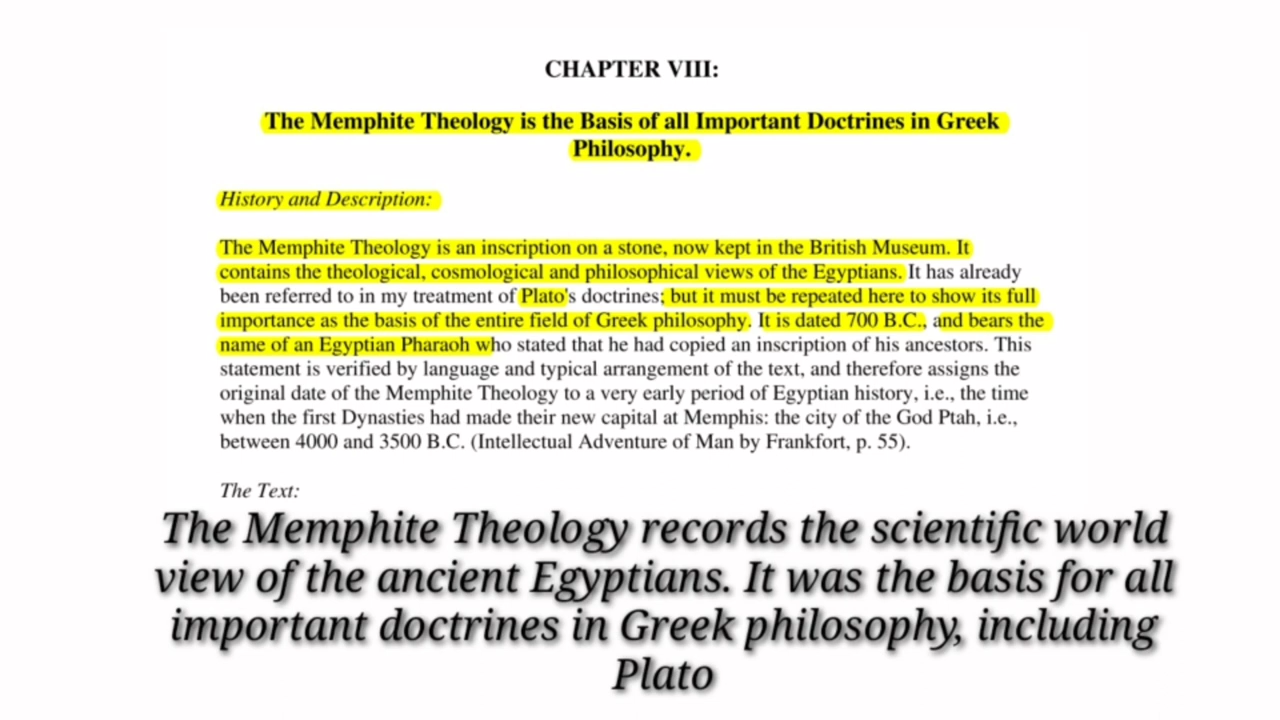 CHAPTER VIII:
The Memphite Theology is the Basis of all Important Doctrines in Greek
Philosophy.
History and Description:
The Memphite Theology is an inscription on a stone, now kept in the British Museum. It
contains the theological, cosmological and philosophical views of the Egyptians. It has already
been referred to in my treatment of Plato's doctrines; but it must be repeated here to show its full
importance as the basis of the entire field of Greek philosophy. It is dated 700 B.C., and bears the
name of an Egyptian Pharaoh who stated that he had copied an inscription of his ancestors. This
statement is verified by language and typical arrangement of the text, and therefore assigns the
original date of the Memphite Theology to a very early period of Egyptian history, i.e., the time
when the first Dynasties had made their new capital at Memphis: the city of the God Ptah, i.e.,
between 4000 and 3500 B.C. (Intellectual Adventure of Man by Frankfort, p. 55).
The Text:
The Memphite Theology records the scientific world
view of the ancient Egyptians. It was the basis for all
important doctrines in Greek philosophy, including
Plato